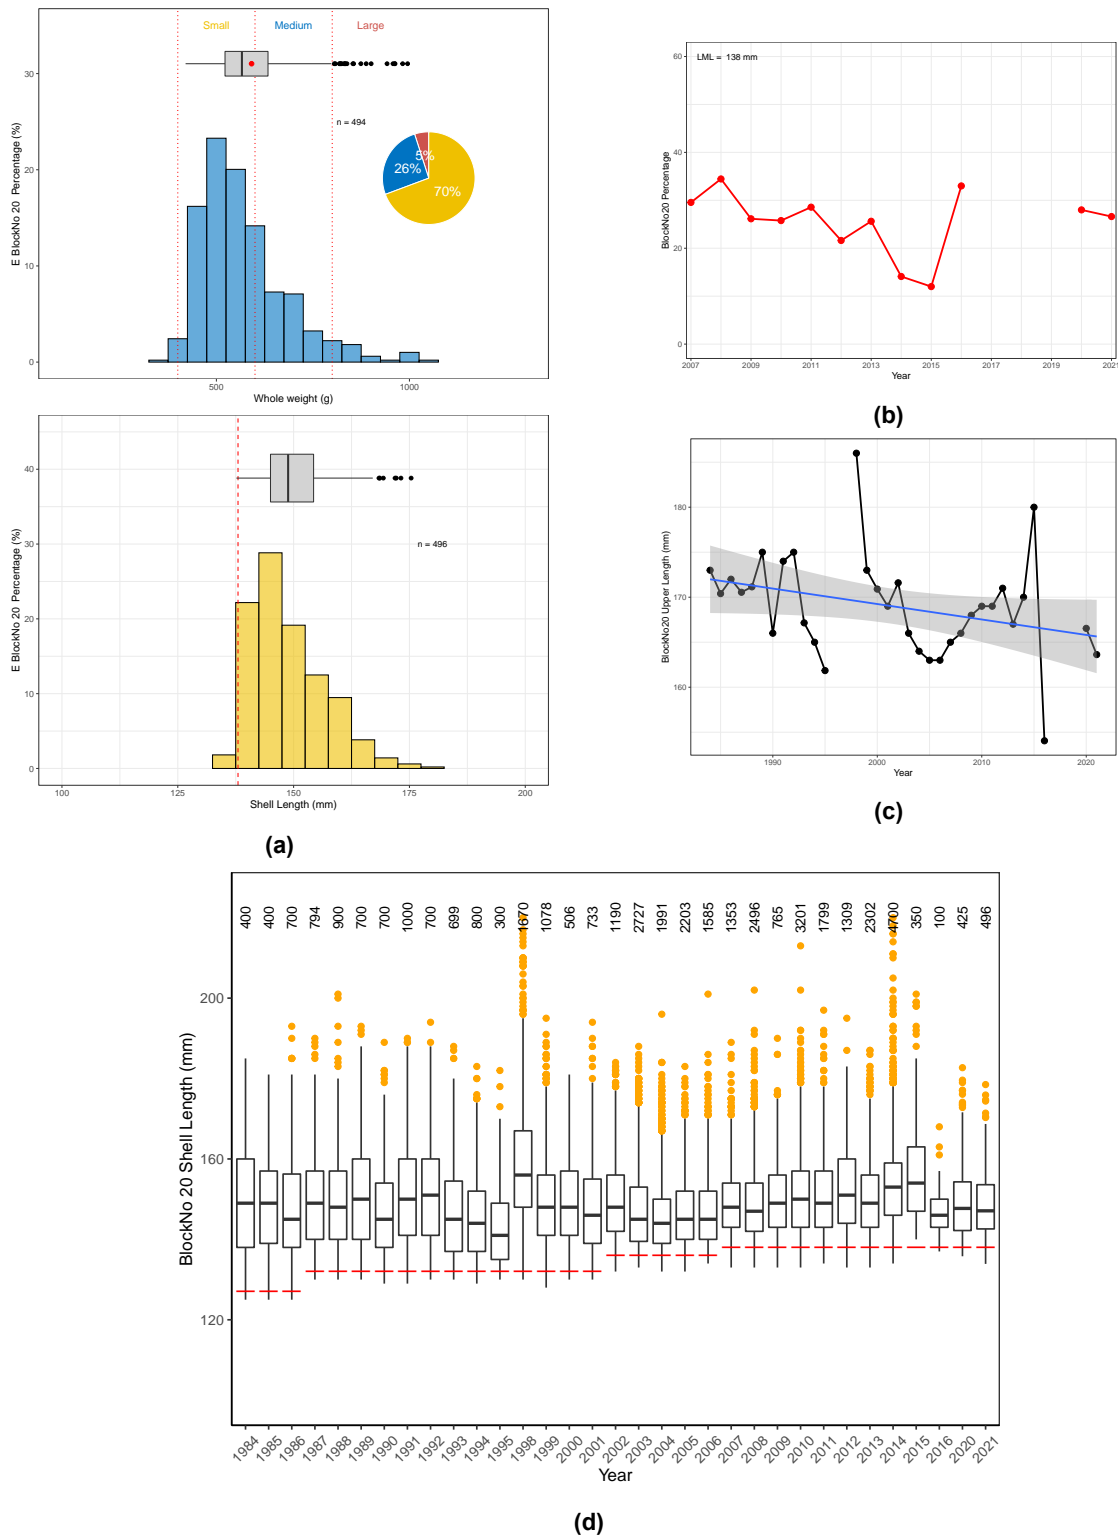 Small Medium Large
n = 494
5%
26%
70%
E BlockNo 20 Percentage (%)
30
20
10
0
500 1000
Whole weight (g)
n = 496
E BlockNo 20 Percentage (%)
40
30
20
10
0
100 125 150 175 200
Shell Length (mm)
(a)
LML = 138 mm
BlockNo20 Percentage
60
40
20
0
2007 2009 2011 2013 2015 2017 2019 2021
Year
(b)
BlockNo20 Upper Length (mm)
180
170
160
1990 2000 2010 2020
Year
(c)
400 400 700 794 900 700 700 1000 700 699 800 300 1670 1078 506 733 1190 2727 1991 2203 1585 1353 2496 765 3201 1799 1309 2302 4700 350 100 425 496
BlockNo 20 Shell Length (mm)
200
160
120
1984 1985 1986 1987 1988 1989 1990 1991 1992 1993 1994 1995 1998 1999 2000 2001 2002 2003 2004 2005 2006 2007 2008 2009 2010 2011 2012 2013 2014 2015 2016 2020 2021
Year
(d)